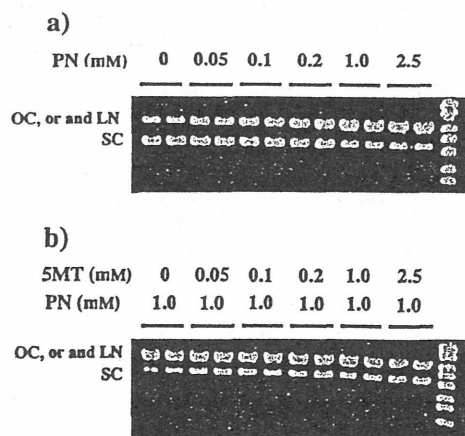 a)
PN (mM) 0 0.05 0.1 0.2 1.0 2.5
OC, or and LN
SC
b)
5MT (mM) 0 0.05 0.1 0.2 1.0 2.5
PN (mM) 1.0 1.0 1.0 1.0 1.0 1.0
OC, or and LN
SC